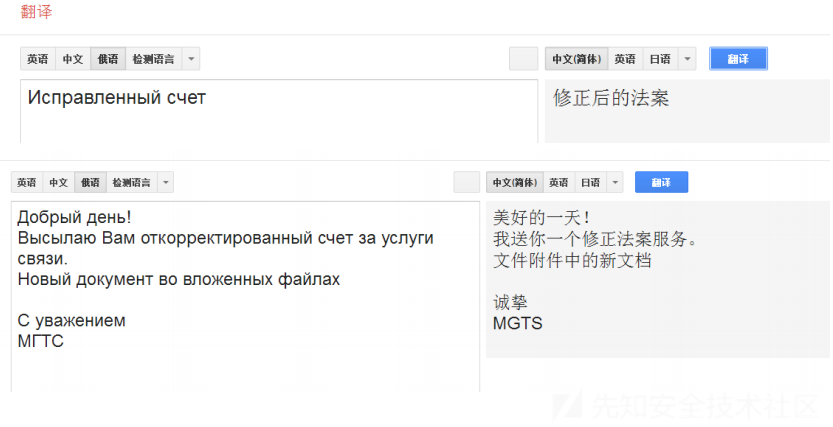 翻译
英语 中文 俄语 检测语言 中文(简体) 英语 日语 翻译
Исправленный счет 修正后的法案
英语 中文 俄语 检测语言 中文(简体) 英语 日语 翻译
Добрый день!
Высылаю Вам откорректированный счет за услуги
связи.
Новый документ во вложенных файлах
С уважением
МГТС
美好的一天！
我送你一个修正法案服务。
文件附件中的新文档
诚挚
MGTS
先知安全技术社区